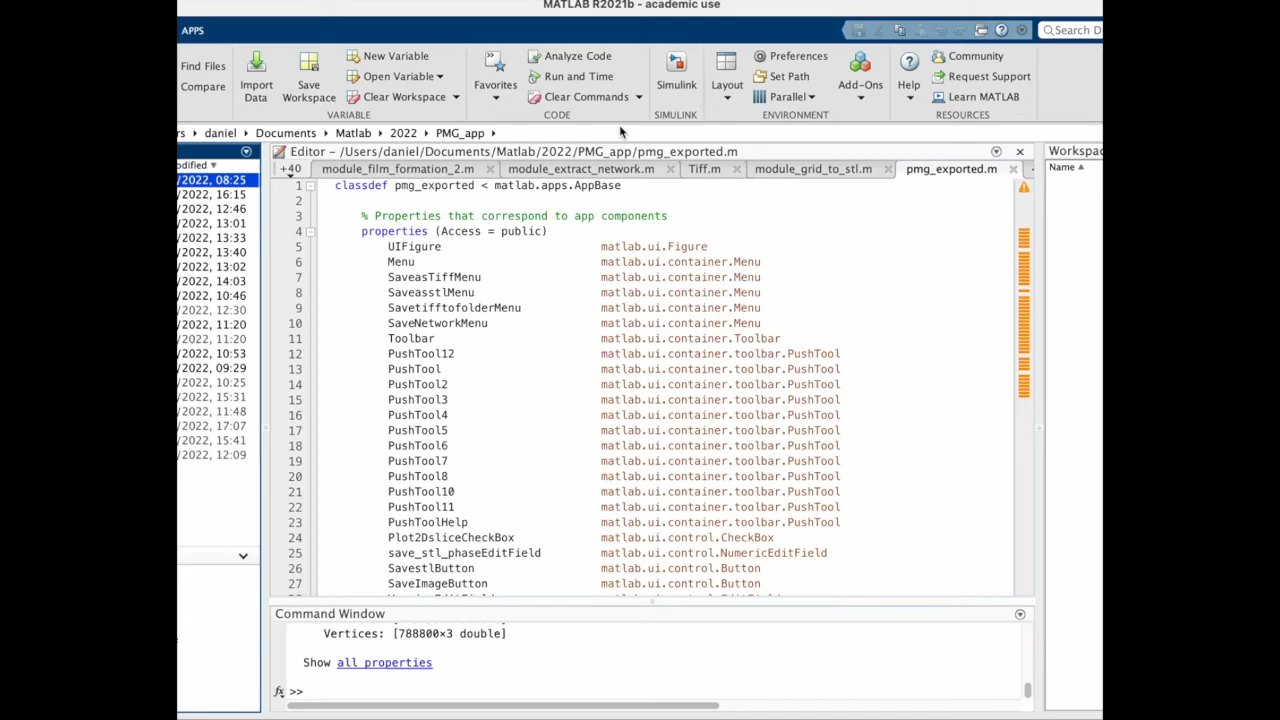 MATLAB R2021b - academic use
APPS
Search D
Find Files
Compare
Import Data
Save Workspace
New Variable
Open Variable
Clear Workspace
VARIABLE
Favorites
Analyze Code
Run and Time
Clear Commands
CODE
Simulink
SIMULINK
Layout
Preferences
Set Path
Parallel
Add-Ons
ENVIRONMENT
Help
Community
Request Support
Learn MATLAB
RESOURCES
rs daniel Documents Matlab 2022 PMG_app
Editor – /Users/daniel/Documents/Matlab/2022/PMG_app/pmg_exported.m
Workspac
+40 module_film_formation_2.m module_extract_network.m Tiff.m module_grid_to_stl.m pmg_exported.m
Name
odified
/2022, 08:25
/2022, 16:15
/2022, 12:46
/2022, 13:01
/2022, 13:33
/2022, 13:40
/2022, 13:02
/2022, 14:03
/2022, 10:46
/2022, 12:30
/2022, 11:20
/2022, 11:20
/2022, 10:53
/2022, 09:29
/2022, 10:25
/2022, 15:31
/2022, 11:48
/2022, 17:07
/2022, 15:41
/2022, 12:09
1 classdef pmg_exported < matlab.apps.AppBase
2
3 % Properties that correspond to app components
4 properties (Access = public)
5 UIFigure matlab.ui.Figure
6 Menu matlab.ui.container.Menu
7 SaveasTiffMenu matlab.ui.container.Menu
8 SaveasstlMenu matlab.ui.container.Menu
9 SavetifftofolderMenu matlab.ui.container.Menu
10 SaveNetworkMenu matlab.ui.container.Menu
11 Toolbar matlab.ui.container.Toolbar
12 PushTool12 matlab.ui.container.toolbar.PushTool
13 PushTool matlab.ui.container.toolbar.PushTool
14 PushTool2 matlab.ui.container.toolbar.PushTool
15 PushTool3 matlab.ui.container.toolbar.PushTool
16 PushTool4 matlab.ui.container.toolbar.PushTool
17 PushTool5 matlab.ui.container.toolbar.PushTool
18 PushTool6 matlab.ui.container.toolbar.PushTool
19 PushTool7 matlab.ui.container.toolbar.PushTool
20 PushTool8 matlab.ui.container.toolbar.PushTool
21 PushTool10 matlab.ui.container.toolbar.PushTool
22 PushTool11 matlab.ui.container.toolbar.PushTool
23 PushToolHelp matlab.ui.container.toolbar.PushTool
24 Plot2DsliceCheckBox matlab.ui.control.CheckBox
25 save_stl_phaseEditField matlab.ui.control.NumericEditField
26 SavestlButton matlab.ui.control.Button
27 SaveImageButton matlab.ui.control.Button
Command Window
Vertices: [788800×3 double]
Show all properties
fx >>